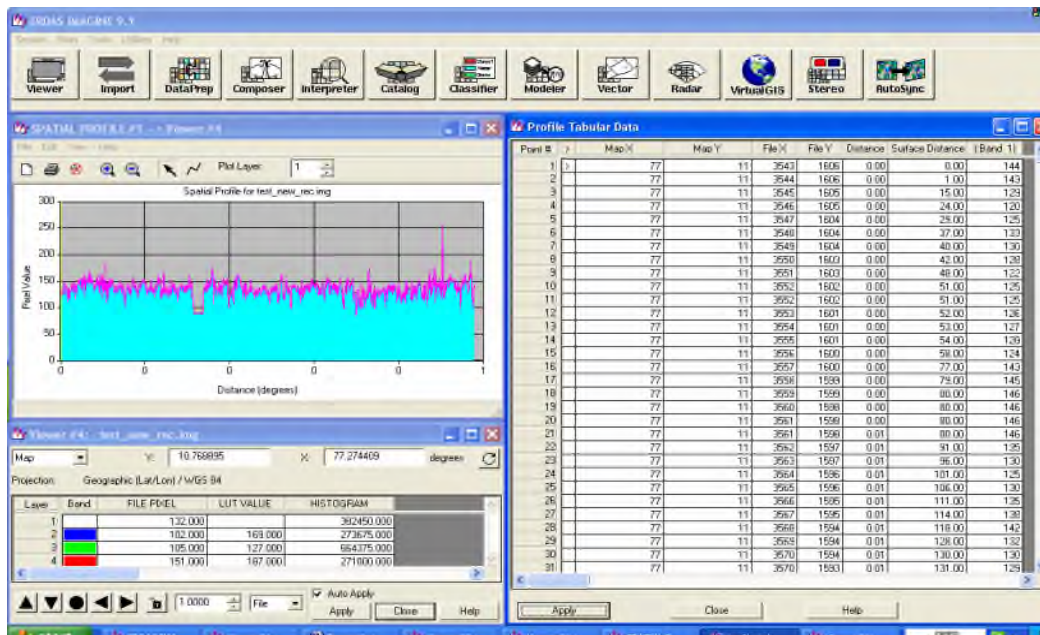 ERDAS IMAGINE 9.1
Session Main Tools Utilities Help
Viewer Import DataPrep Composer Interpreter Catalog Classifier Modeler Vector Radar VirtualGIS Stereo AutoSync
SPATIAL PROFILE #1 -> Viewer #4
File Edit View Help
Plot Layer: 1
Spatial Profile for test_new_rec.img
Pixel Value
300
250
200
150
100
50
0
0 0 0 0 0 1
Distance (degrees)
Viewer #4: test_new_rec.img
Map Y: 10.768895 X: 77.274409 degrees
Projection: Geographic (Lat/Lon) / WGS 84
Layer Band FILE PIXEL LUT VALUE HISTOGRAM
1 132.000 382450.000
2 102.000 169.000 273675.000
3 105.000 127.000 664375.000
4 151.000 187.000 271800.000
1.0000 File Auto Apply
Apply Close Help
Profile Tabular Data
Point # > Map X Map Y File X File Y Distance Surface Distance (Band 1)
1 > 77 11 3543 1606 0.00 0.00 144
2 77 11 3544 1606 0.00 1.00 143
3 77 11 3545 1605 0.00 15.00 129
4 77 11 3546 1605 0.00 24.00 120
5 77 11 3547 1604 0.00 29.00 125
6 77 11 3548 1604 0.00 37.00 133
7 77 11 3549 1604 0.00 40.00 130
8 77 11 3550 1603 0.00 42.00 128
9 77 11 3551 1603 0.00 48.00 122
10 77 11 3552 1602 0.00 51.00 125
11 77 11 3552 1602 0.00 51.00 125
12 77 11 3553 1601 0.00 52.00 126
13 77 11 3554 1601 0.00 53.00 127
14 77 11 3555 1601 0.00 54.00 128
15 77 11 3556 1600 0.00 58.00 124
16 77 11 3557 1600 0.00 77.00 143
17 77 11 3558 1599 0.00 79.00 145
18 77 11 3559 1599 0.00 80.00 146
19 77 11 3560 1598 0.00 80.00 146
20 77 11 3561 1598 0.00 80.00 146
21 77 11 3561 1598 0.01 80.00 146
22 77 11 3562 1597 0.01 91.00 135
23 77 11 3563 1597 0.01 96.00 130
24 77 11 3564 1596 0.01 101.00 125
25 77 11 3565 1596 0.01 106.00 130
26 77 11 3566 1595 0.01 111.00 135
27 77 11 3567 1595 0.01 114.00 138
28 77 11 3568 1594 0.01 118.00 142
29 77 11 3569 1594 0.01 128.00 132
30 77 11 3570 1594 0.01 130.00 130
31 77 11 3570 1593 0.01 131.00 129
Apply Close Help